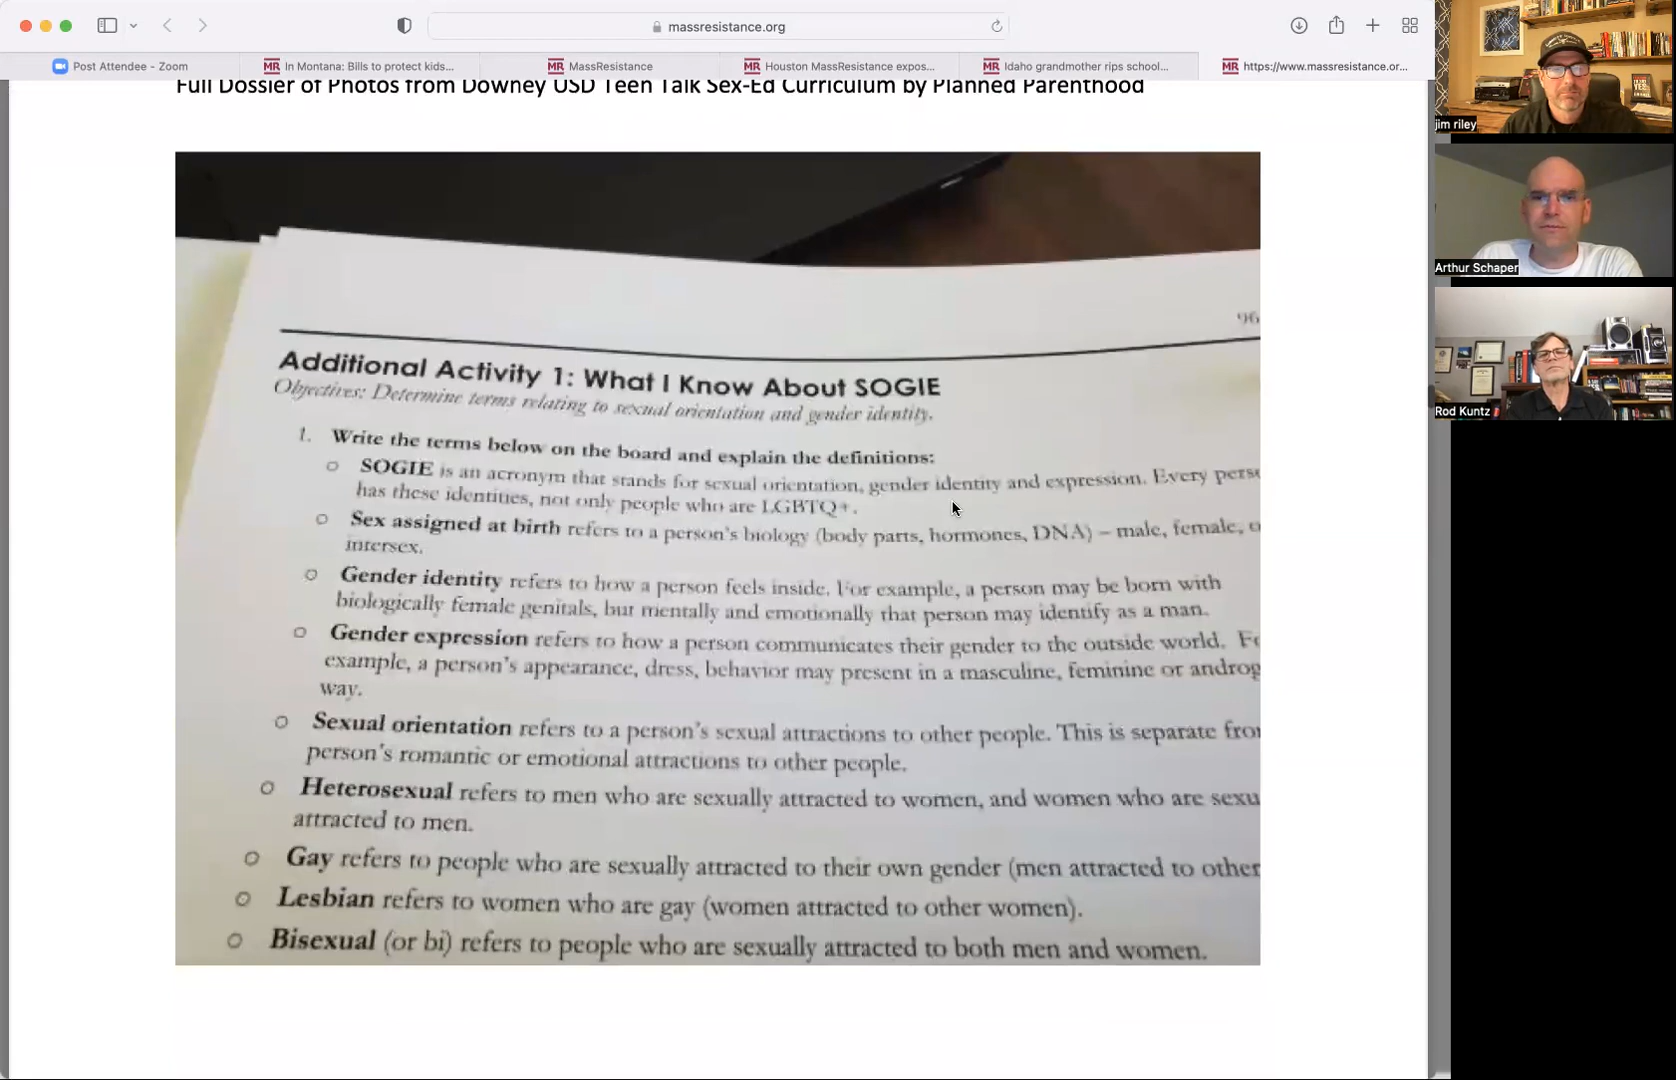 massresistance.org
Post Attendee - Zoom
MR In Montana: Bills to protect kids...
MR MassResistance
MR Houston MassResistance expos...
MR Idaho grandmother rips school...
MR https://www.massresistance.or...
Full Dossier of Photos from Downey USD Teen Talk Sex-Ed Curriculum by Planned Parenthood
96
Additional Activity 1: What I Know About SOGIE
Objectives: Determine terms relating to sexual orientation and gender identity.
1. Write the terms below on the board and explain the definitions:
SOGIE is an acronym that stands for sexual orientation, gender identity and expression. Every perso
has these identities, not only people who are LGBTQ+.
Sex assigned at birth refers to a person's biology (body parts, hormones, DNA) – male, female, o
intersex.
Gender identity refers to how a person feels inside. For example, a person may be born with
biologically female genitals, but mentally and emotionally that person may identify as a man.
Gender expression refers to how a person communicates their gender to the outside world. Fo
example, a person's appearance, dress, behavior may present in a masculine, feminine or androg
way.
Sexual orientation refers to a person's sexual attractions to other people. This is separate from
person's romantic or emotional attractions to other people.
Heterosexual refers to men who are sexually attracted to women, and women who are sexu
attracted to men.
Gay refers to people who are sexually attracted to their own gender (men attracted to other
Lesbian refers to women who are gay (women attracted to other women).
Bisexual (or bi) refers to people who are sexually attracted to both men and women.
jim riley
Arthur Schaper
Rod Kuntz